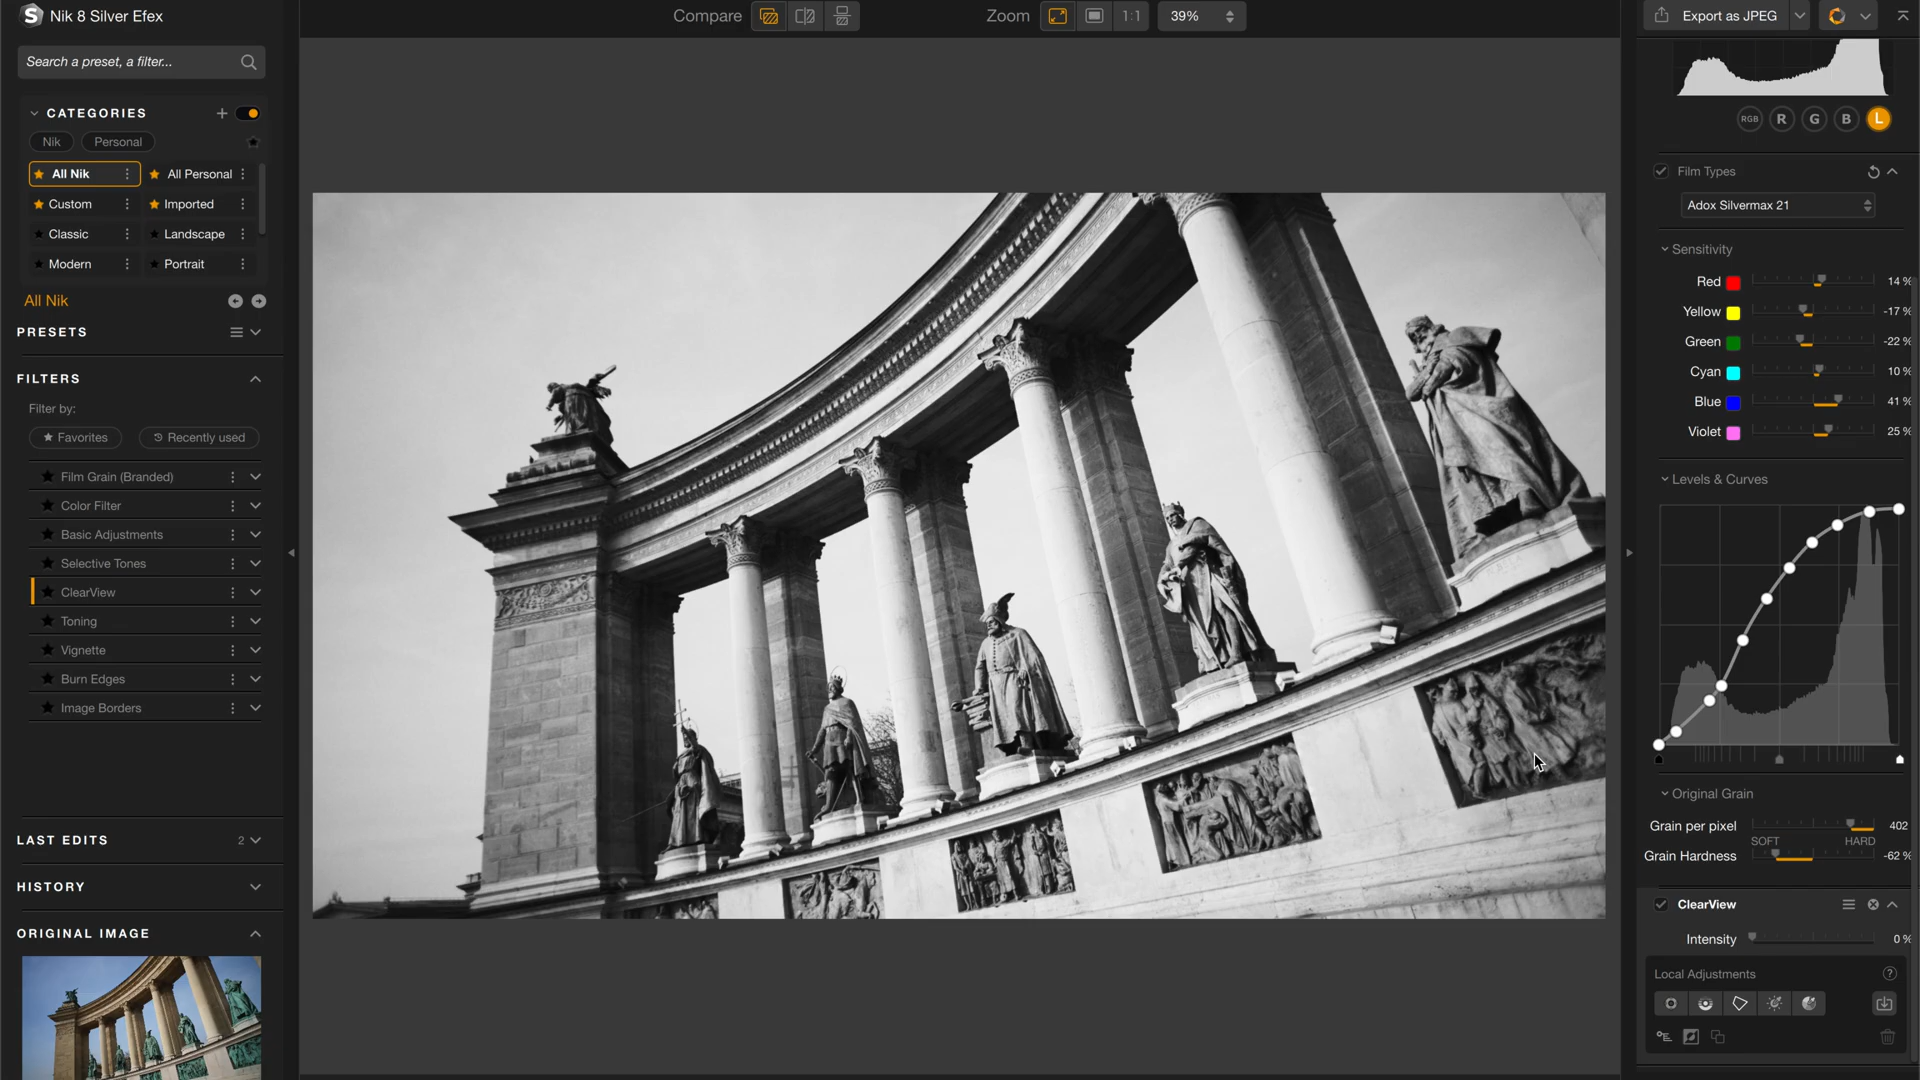 Nik 8 Silver Efex
Compare
Zoom
1:1
39%
Export as JPEG
Search a preset, a filter...
CATEGORIES
Nik
Personal
All Nik
All Personal
Custom
Imported
Classic
Landscape
Modern
Portrait
All Nik
PRESETS
FILTERS
Filter by:
Favorites
Recently used
Film Grain (Branded)
Color Filter
Basic Adjustments
Selective Tones
ClearView
Toning
Vignette
Burn Edges
Image Borders
LAST EDITS
2
HISTORY
ORIGINAL IMAGE
RGB
R
G
B
L
Film Types
Adox Silvermax 21
Sensitivity
Red 14 %
Yellow -17 %
Green -22 %
Cyan 10 %
Blue 41 %
Violet 25 %
Levels & Curves
Original Grain
Grain per pixel 402
SOFT HARD
Grain Hardness -62 %
ClearView
Intensity 0 %
Local Adjustments
?